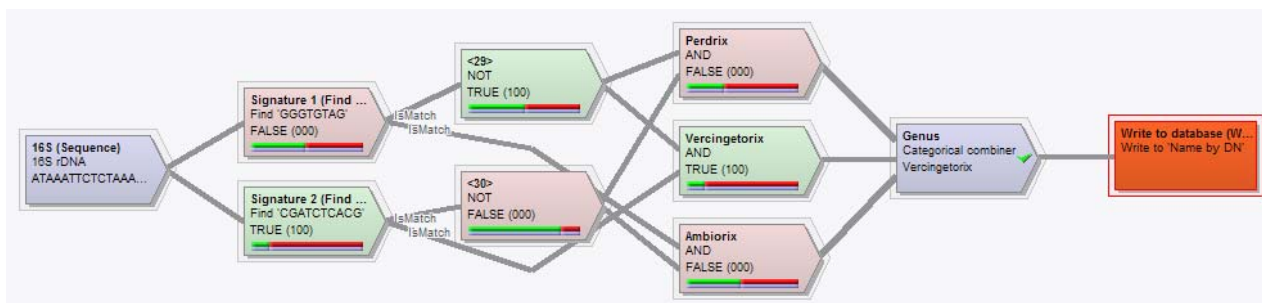 16S (Sequence)
16S rDNA
ATAAATTCTCTAAA...
Signature 1 (Find ...
Find 'GGGTGTAG'
FALSE (000)
IsMatch
IsMatch
Signature 2 (Find ...
Find 'CGATCTCACG'
TRUE (100)
IsMatch
IsMatch
<29>
NOT
TRUE (100)
<30>
NOT
FALSE (000)
Perdrix
AND
FALSE (000)
Vercingetorix
AND
TRUE (100)
Ambiorix
AND
FALSE (000)
Genus
Categorical combiner
Vercingetorix
Write to database (W...
Write to 'Name by DN'